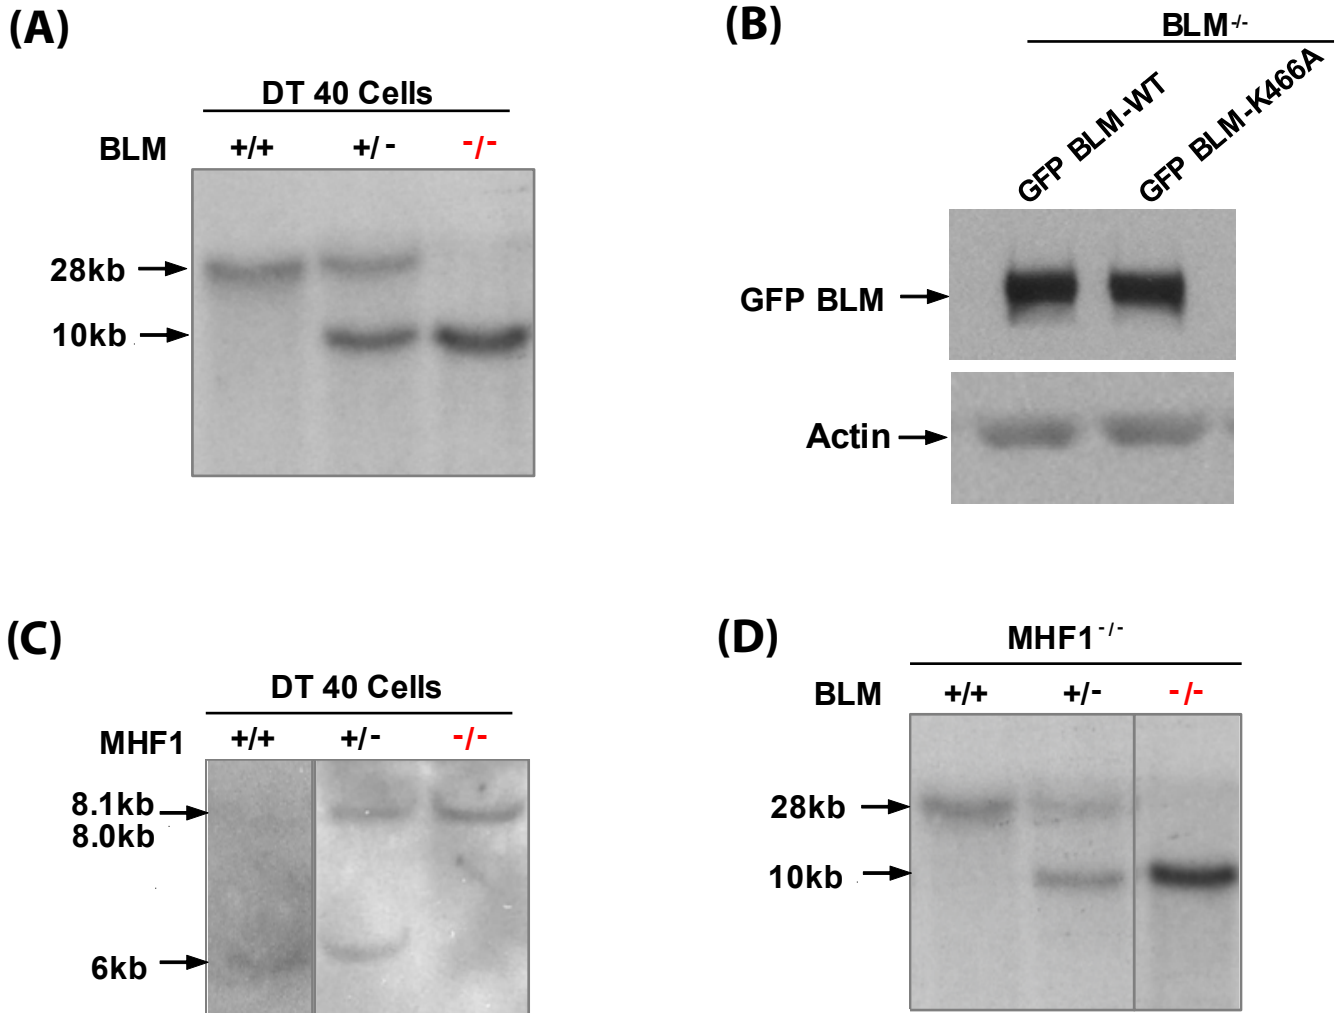 (A)
DT 40 Cells
BLM +/+ +/- -/-
28kb
10kb
(B)
BLM-/-
GFP BLM-WT
GFP BLM-K466A
GFP BLM
Actin
(C)
DT 40 Cells
MHF1 +/+ +/- -/-
8.1kb
8.0kb
6kb
(D)
MHF1-/-
BLM +/+ +/- -/-
28kb
10kb